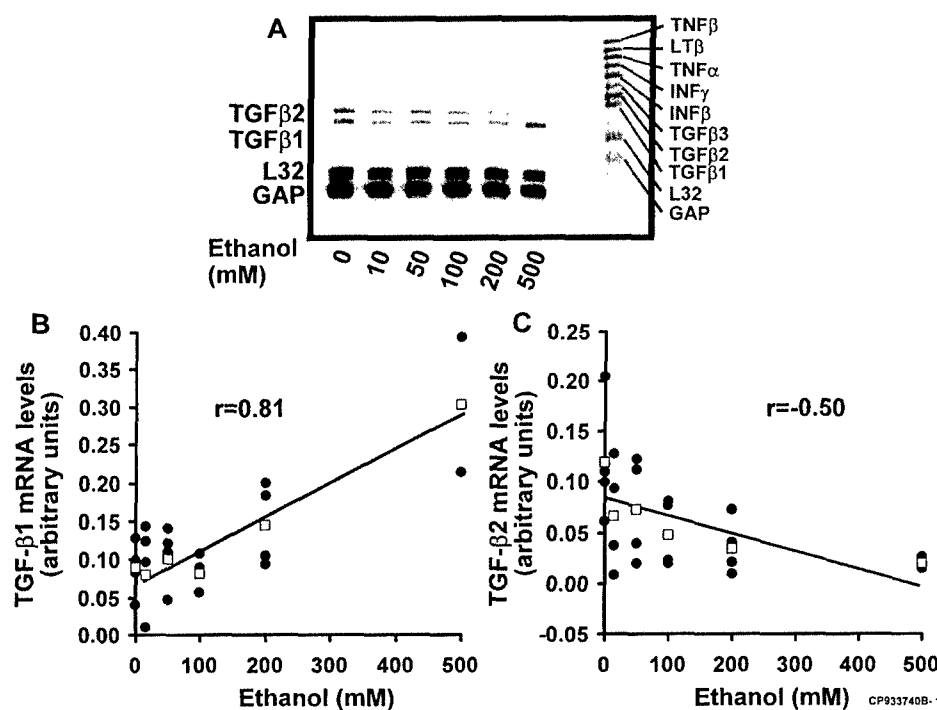 A
TGFβ2
TGFβ1
L32
GAP
TNFβ
LTβ
TNFα
INFγ
INFβ
TGFβ3
TGFβ2
TGFβ1
L32
GAP
Ethanol
(mM)
0 10 50 100 200 500
B
TGF-β1 mRNA levels
(arbitrary units)
0.40
0.35
0.30
0.25
0.20
0.15
0.10
0.05
0.00
r=0.81
0 100 200 300 400 500
Ethanol (mM)
C
TGF-β2 mRNA levels
(arbitrary units)
0.25
0.20
0.15
0.10
0.05
0.00
-0.05
r=-0.50
0 100 200 300 400 500
Ethanol (mM)
CP933740B-